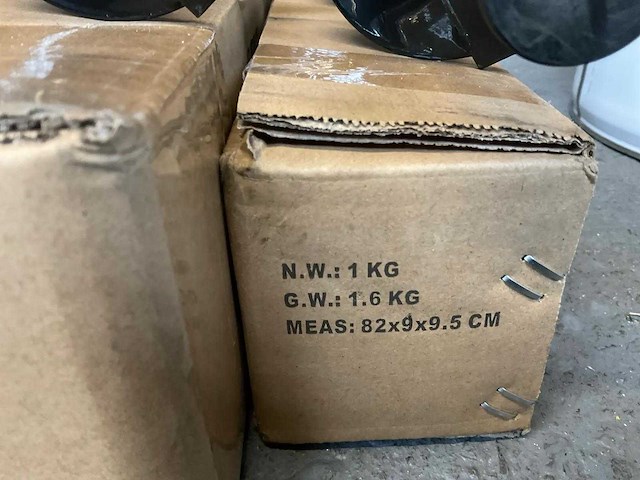 N.W.: 1 KG
G.W.: 1.6 KG
MEAS: 82x9x9.5 CM